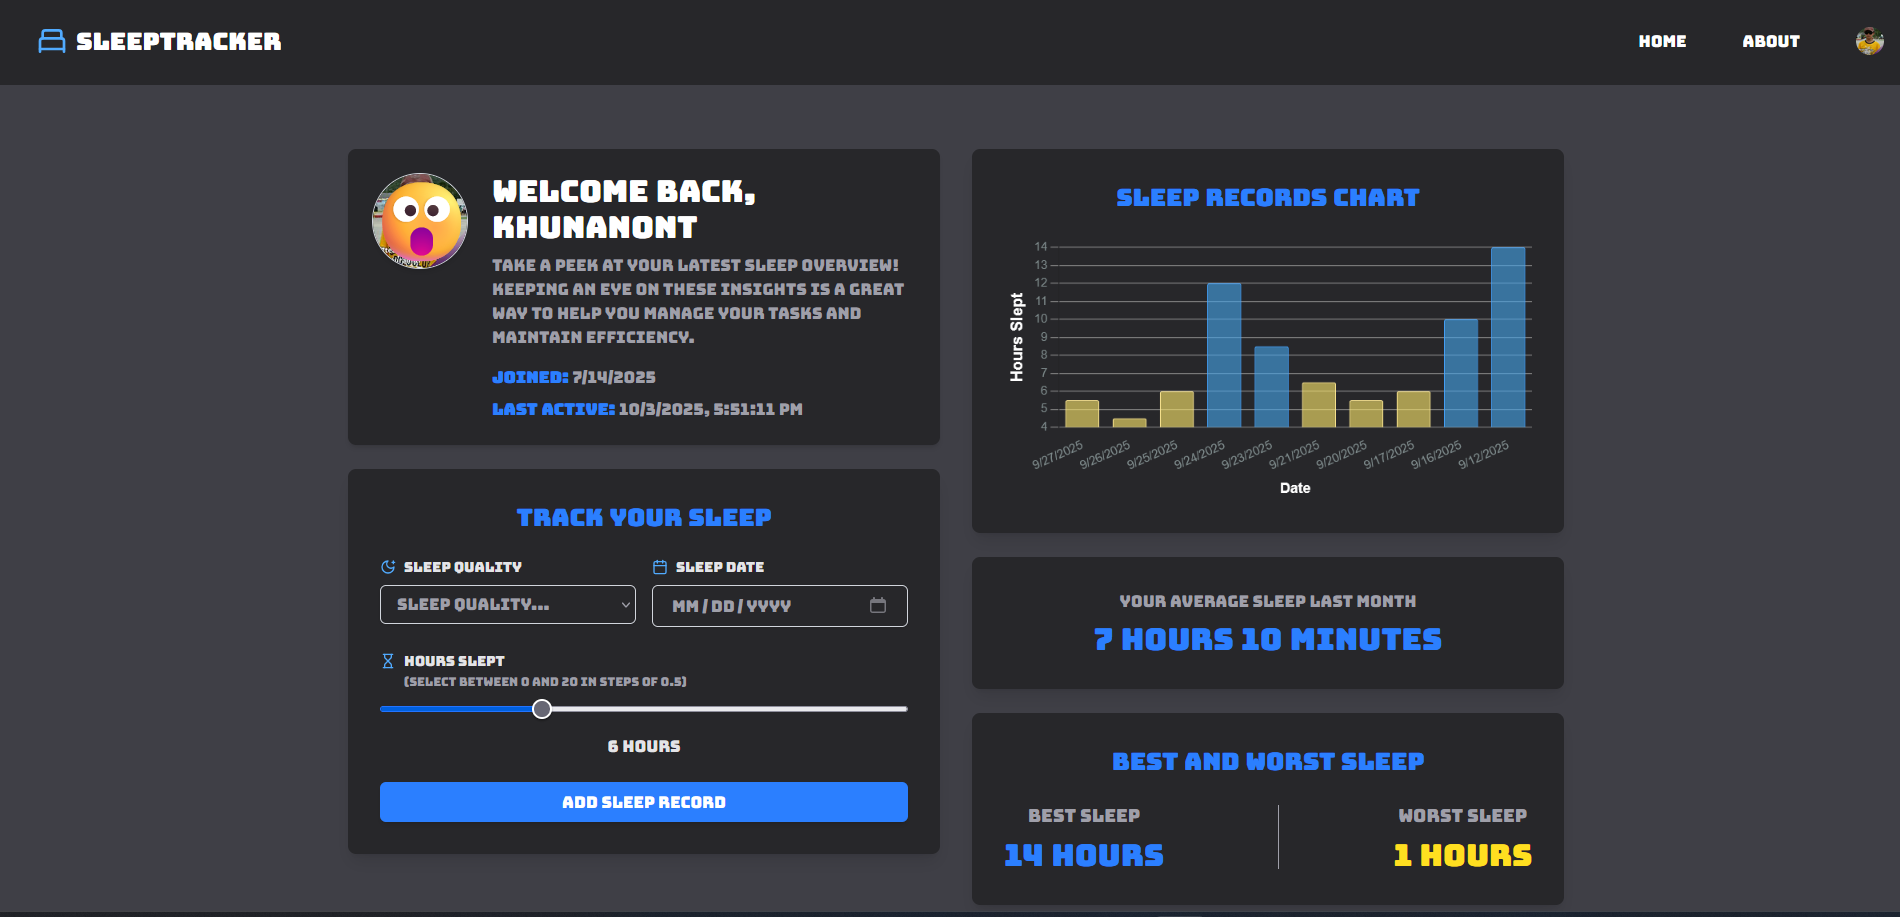 SLEEPTRACKER
HOME
ABOUT
WELCOME BACK,
KHUNANONT
TAKE A PEEK AT YOUR LATEST SLEEP OVERVIEW!
KEEPING AN EYE ON THESE INSIGHTS IS A GREAT
WAY TO HELP YOU MANAGE YOUR TASKS AND
MAINTAIN EFFICIENCY.
JOINED: 7/14/2025
LAST ACTIVE: 10/3/2025, 5:51:11 PM
TRACK YOUR SLEEP
SLEEP QUALITY
SLEEP DATE
SLEEP QUALITY...
MM/DD/YYYY
HOURS SLEPT
(SELECT BETWEEN 0 AND 20 IN STEPS OF 0.5)
6 HOURS
ADD SLEEP RECORD
SLEEP RECORDS CHART
Hours Slept
14
13
12
11
10
9
8
7
6
5
4
9/27/2025
9/26/2025
9/25/2025
9/24/2025
9/23/2025
9/21/2025
9/20/2025
9/17/2025
9/16/2025
9/12/2025
Date
YOUR AVERAGE SLEEP LAST MONTH
7 HOURS 10 MINUTES
BEST AND WORST SLEEP
BEST SLEEP
14 HOURS
WORST SLEEP
1 HOURS